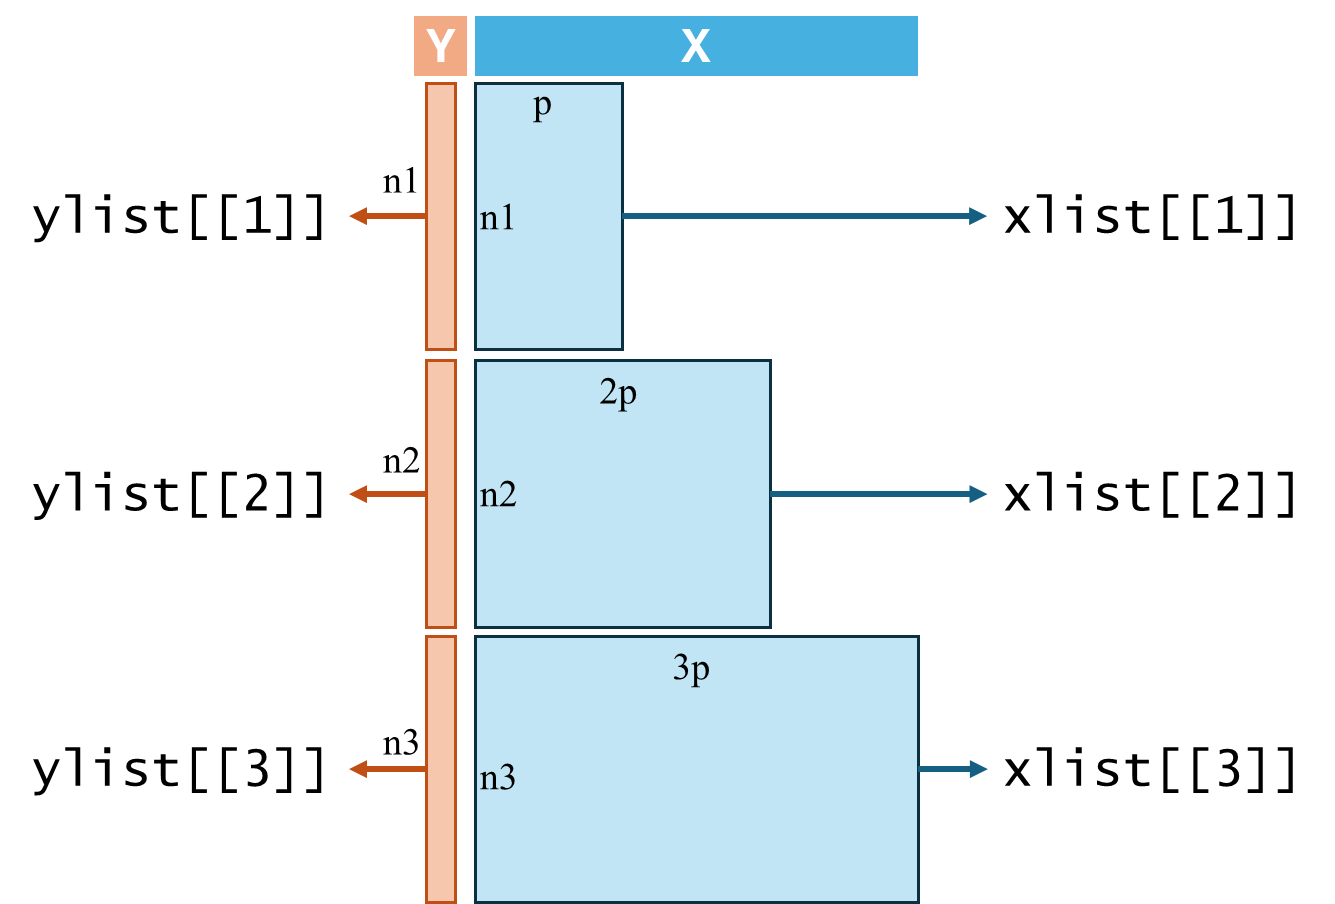 Y X
p
n1
ylist[[1]] n1 xlist[[1]]
2p
n2
ylist[[2]] n2 xlist[[2]]
3p
n3
ylist[[3]] n3 xlist[[3]]